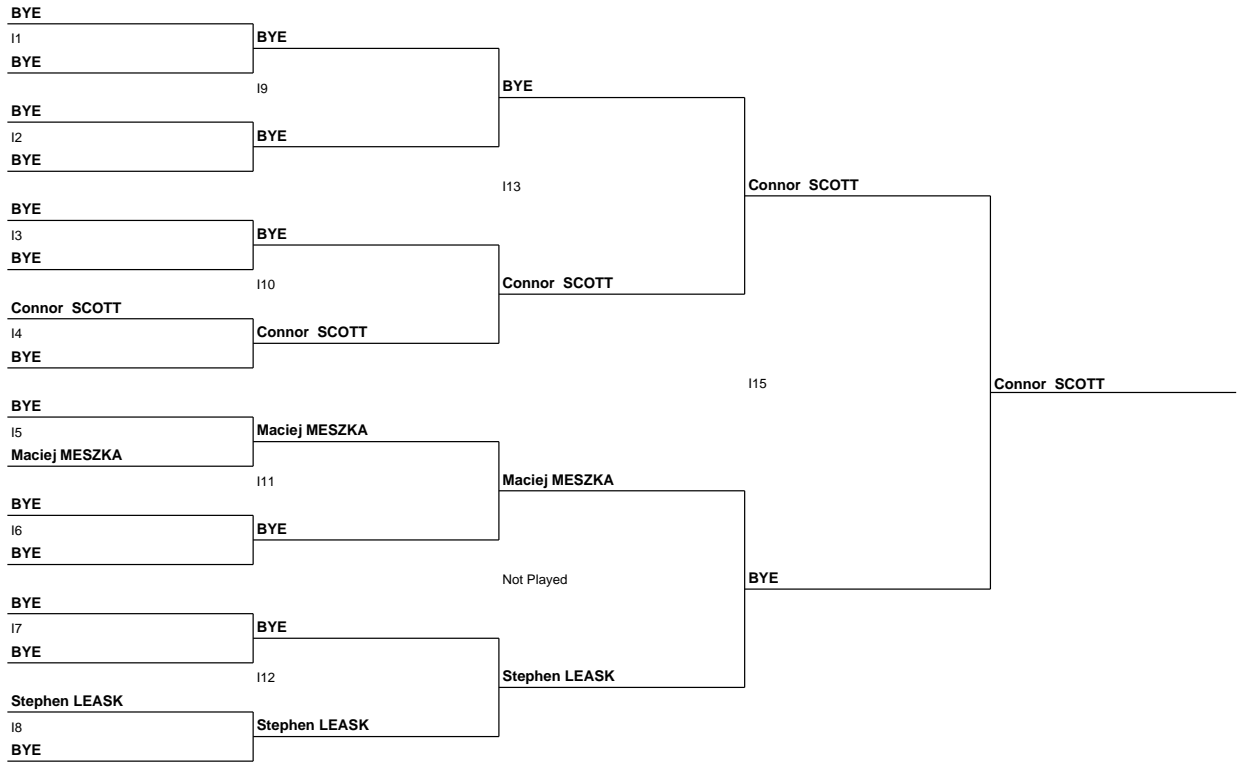 BYE
I1
BYE
BYE
I2
BYE
BYE
I3
BYE
Connor SCOTT
I4
BYE
BYE
I5
Maciej MESZKA
BYE
I6
BYE
BYE
I7
BYE
Stephen LEASK
I8
BYE
BYE
I9
BYE
BYE
I10
Connor SCOTT
Maciej MESZKA
I11
BYE
BYE
I12
Stephen LEASK
BYE
I13
Connor SCOTT
Maciej MESZKA
Not Played
Stephen LEASK
Connor SCOTT
I15
BYE
Connor SCOTT